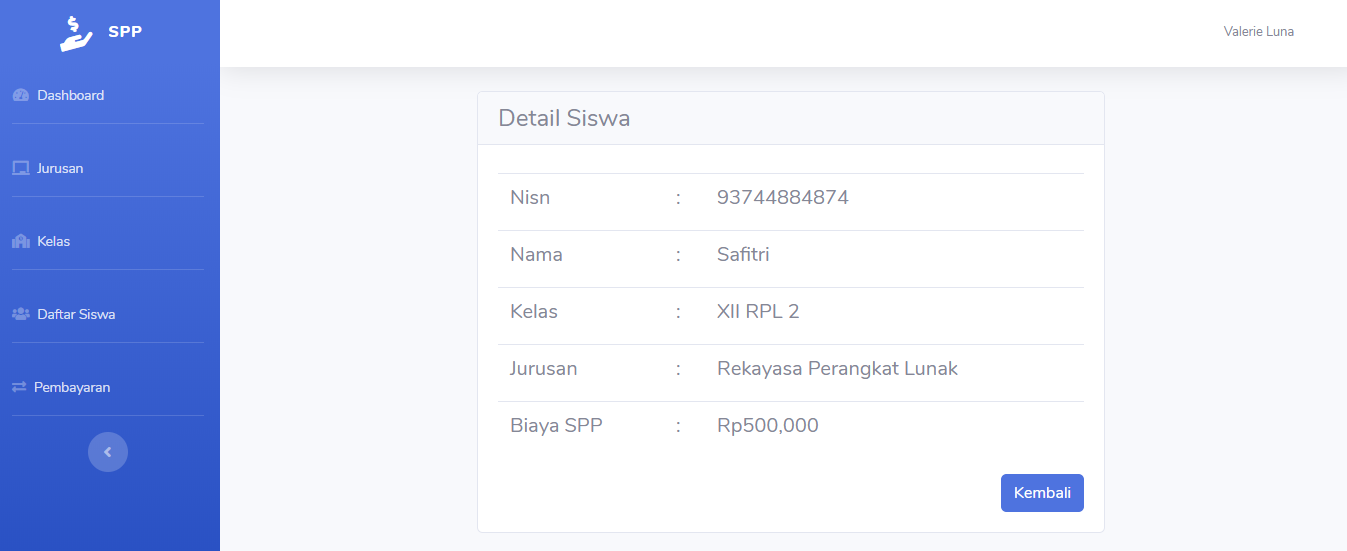 SPP
Valerie Luna
Dashboard
Jurusan
Kelas
Daftar Siswa
Pembayaran
Detail Siswa
Nisn : 93744884874
Nama : Safitri
Kelas : XII RPL 2
Jurusan : Rekayasa Perangkat Lunak
Biaya SPP : Rp500,000
Kembali